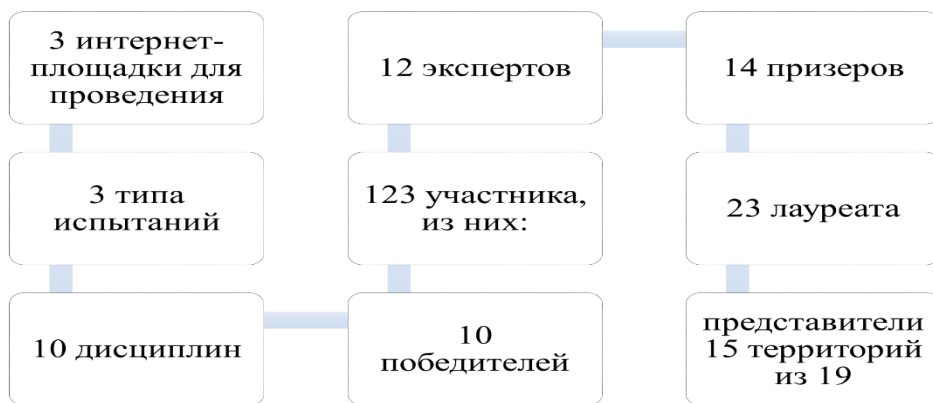 3 интернет-
площадки для
проведения
3 типа
испытаний
10 дисциплин
10
победителей
123 участника,
из них:
12 экспертов
14 призеров
23 лауреата
представители
15 территорий
из 19